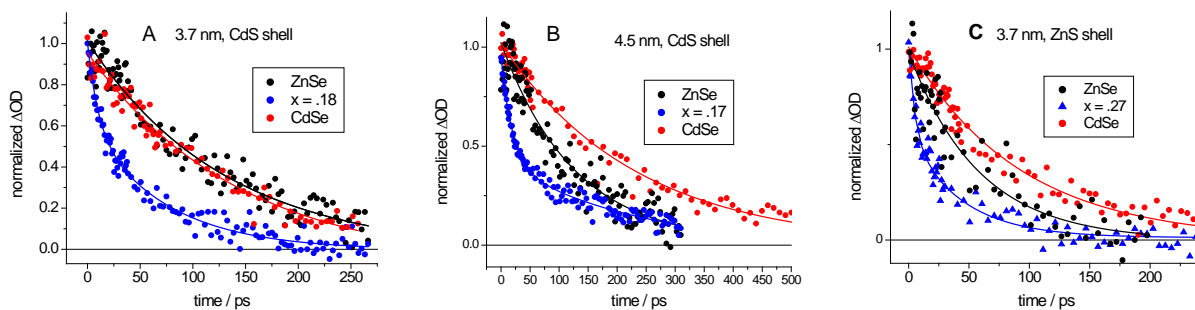 A 3.7 nm, CdS shell
ZnSe
x = .18
CdSe
normalized ΔOD
1.0
0.8
0.6
0.4
0.2
0.0
0 50 100 150 200 250
time / ps
B
4.5 nm, CdS shell
ZnSe
x = .17
CdSe
normalized ΔOD
1.0
0.5
0.0
0 50 100 150 200 250 300 350 400 450 500
time / ps
C 3.7 nm, ZnS shell
ZnSe
x = .27
CdSe
normalized ΔOD
1
0
0 50 100 150 200
time / ps